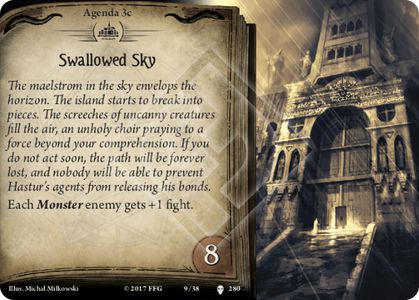 Agenda 3c
Swallowed Sky
The maelstrom in the sky envelops the
horizon. The island starts to break into
pieces. The screeches of uncanny creatures
fill the air, an unholy choir praying to a
force beyond your comprehension. If you
do not act soon, the path will be forever
lost, and nobody will be able to prevent
Hastur's agents from releasing his bonds.
Each Monster enemy gets +1 fight.
8
Illus. Michał Miłkowski
©2017 FFG
9/38
280